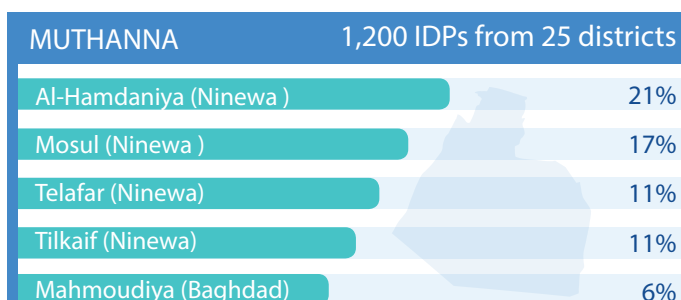 MUTHANNA 1,200 IDPs from 25 districts
Al-Hamdaniya (Ninewa ) 21%
Mosul (Ninewa ) 17%
Telafar (Ninewa) 11%
Tilkaif (Ninewa) 11%
Mahmoudiya (Baghdad) 6%